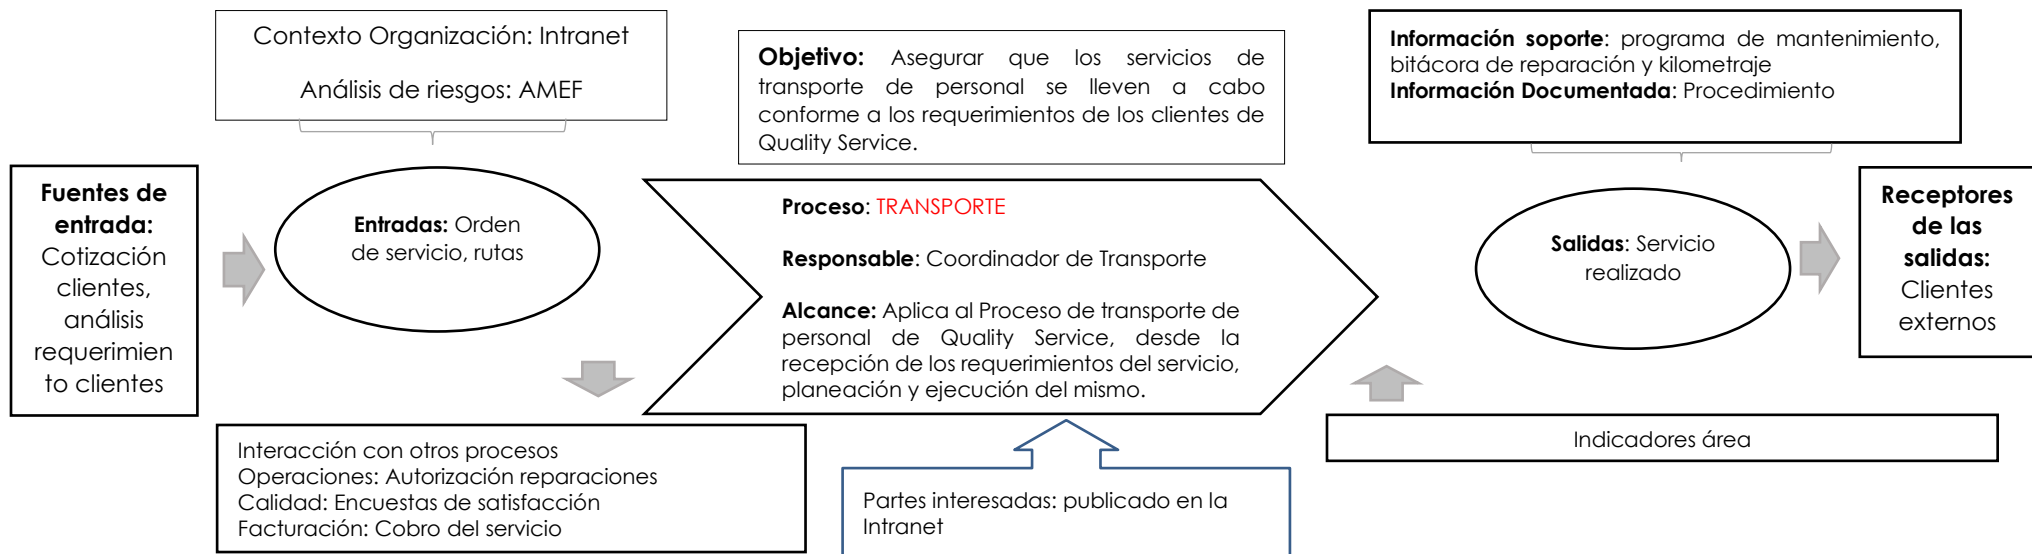 Contexto Organización: Intranet
Análisis de riesgos: AMEF
Objetivo: Asegurar que los servicios de
transporte de personal se lleven a cabo
conforme a los requerimientos de los clientes de
Quality Service.
Información soporte: programa de mantenimiento,
bitácora de reparación y kilometraje
Información Documentada: Procedimiento
Fuentes de
entrada:
Cotización
clientes,
análisis
requerimien
to clientes
Entradas: Orden
de servicio, rutas
Proceso: TRANSPORTE
Responsable: Coordinador de Transporte
Alcance: Aplica al Proceso de transporte de
personal de Quality Service, desde la
recepción de los requerimientos del servicio,
planeación y ejecución del mismo.
Salidas: Servicio
realizado
Receptores
de las
salidas:
Clientes
externos
Interacción con otros procesos
Operaciones: Autorización reparaciones
Calidad: Encuestas de satisfacción
Facturación: Cobro del servicio
Partes interesadas: publicado en la
Intranet
Indicadores área